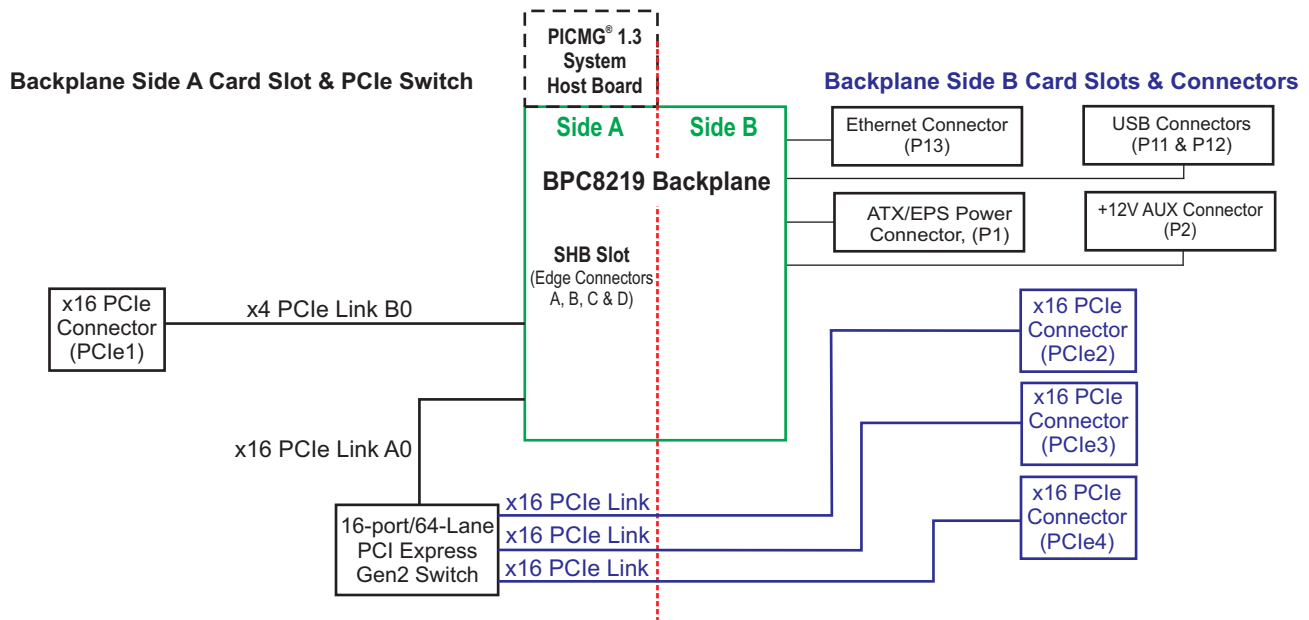 PICMG® 1.3
System
Host Board
Backplane Side A Card Slot & PCIe Switch
Backplane Side B Card Slots & Connectors
Side A
Side B
BPC8219 Backplane
Ethernet Connector
(P13)
USB Connectors
(P11 & P12)
ATX/EPS Power
Connector, (P1)
+12V AUX Connector
(P2)
SHB Slot
(Edge Connectors
A, B, C & D)
x16 PCIe
Connector
(PCIe1)
x4 PCIe Link B0
x16 PCIe
Connector
(PCIe2)
x16 PCIe
Connector
(PCIe3)
x16 PCIe Link A0
x16 PCIe
Connector
(PCIe4)
16-port/64-Lane
PCI Express
Gen2 Switch
x16 PCIe Link
x16 PCIe Link
x16 PCIe Link